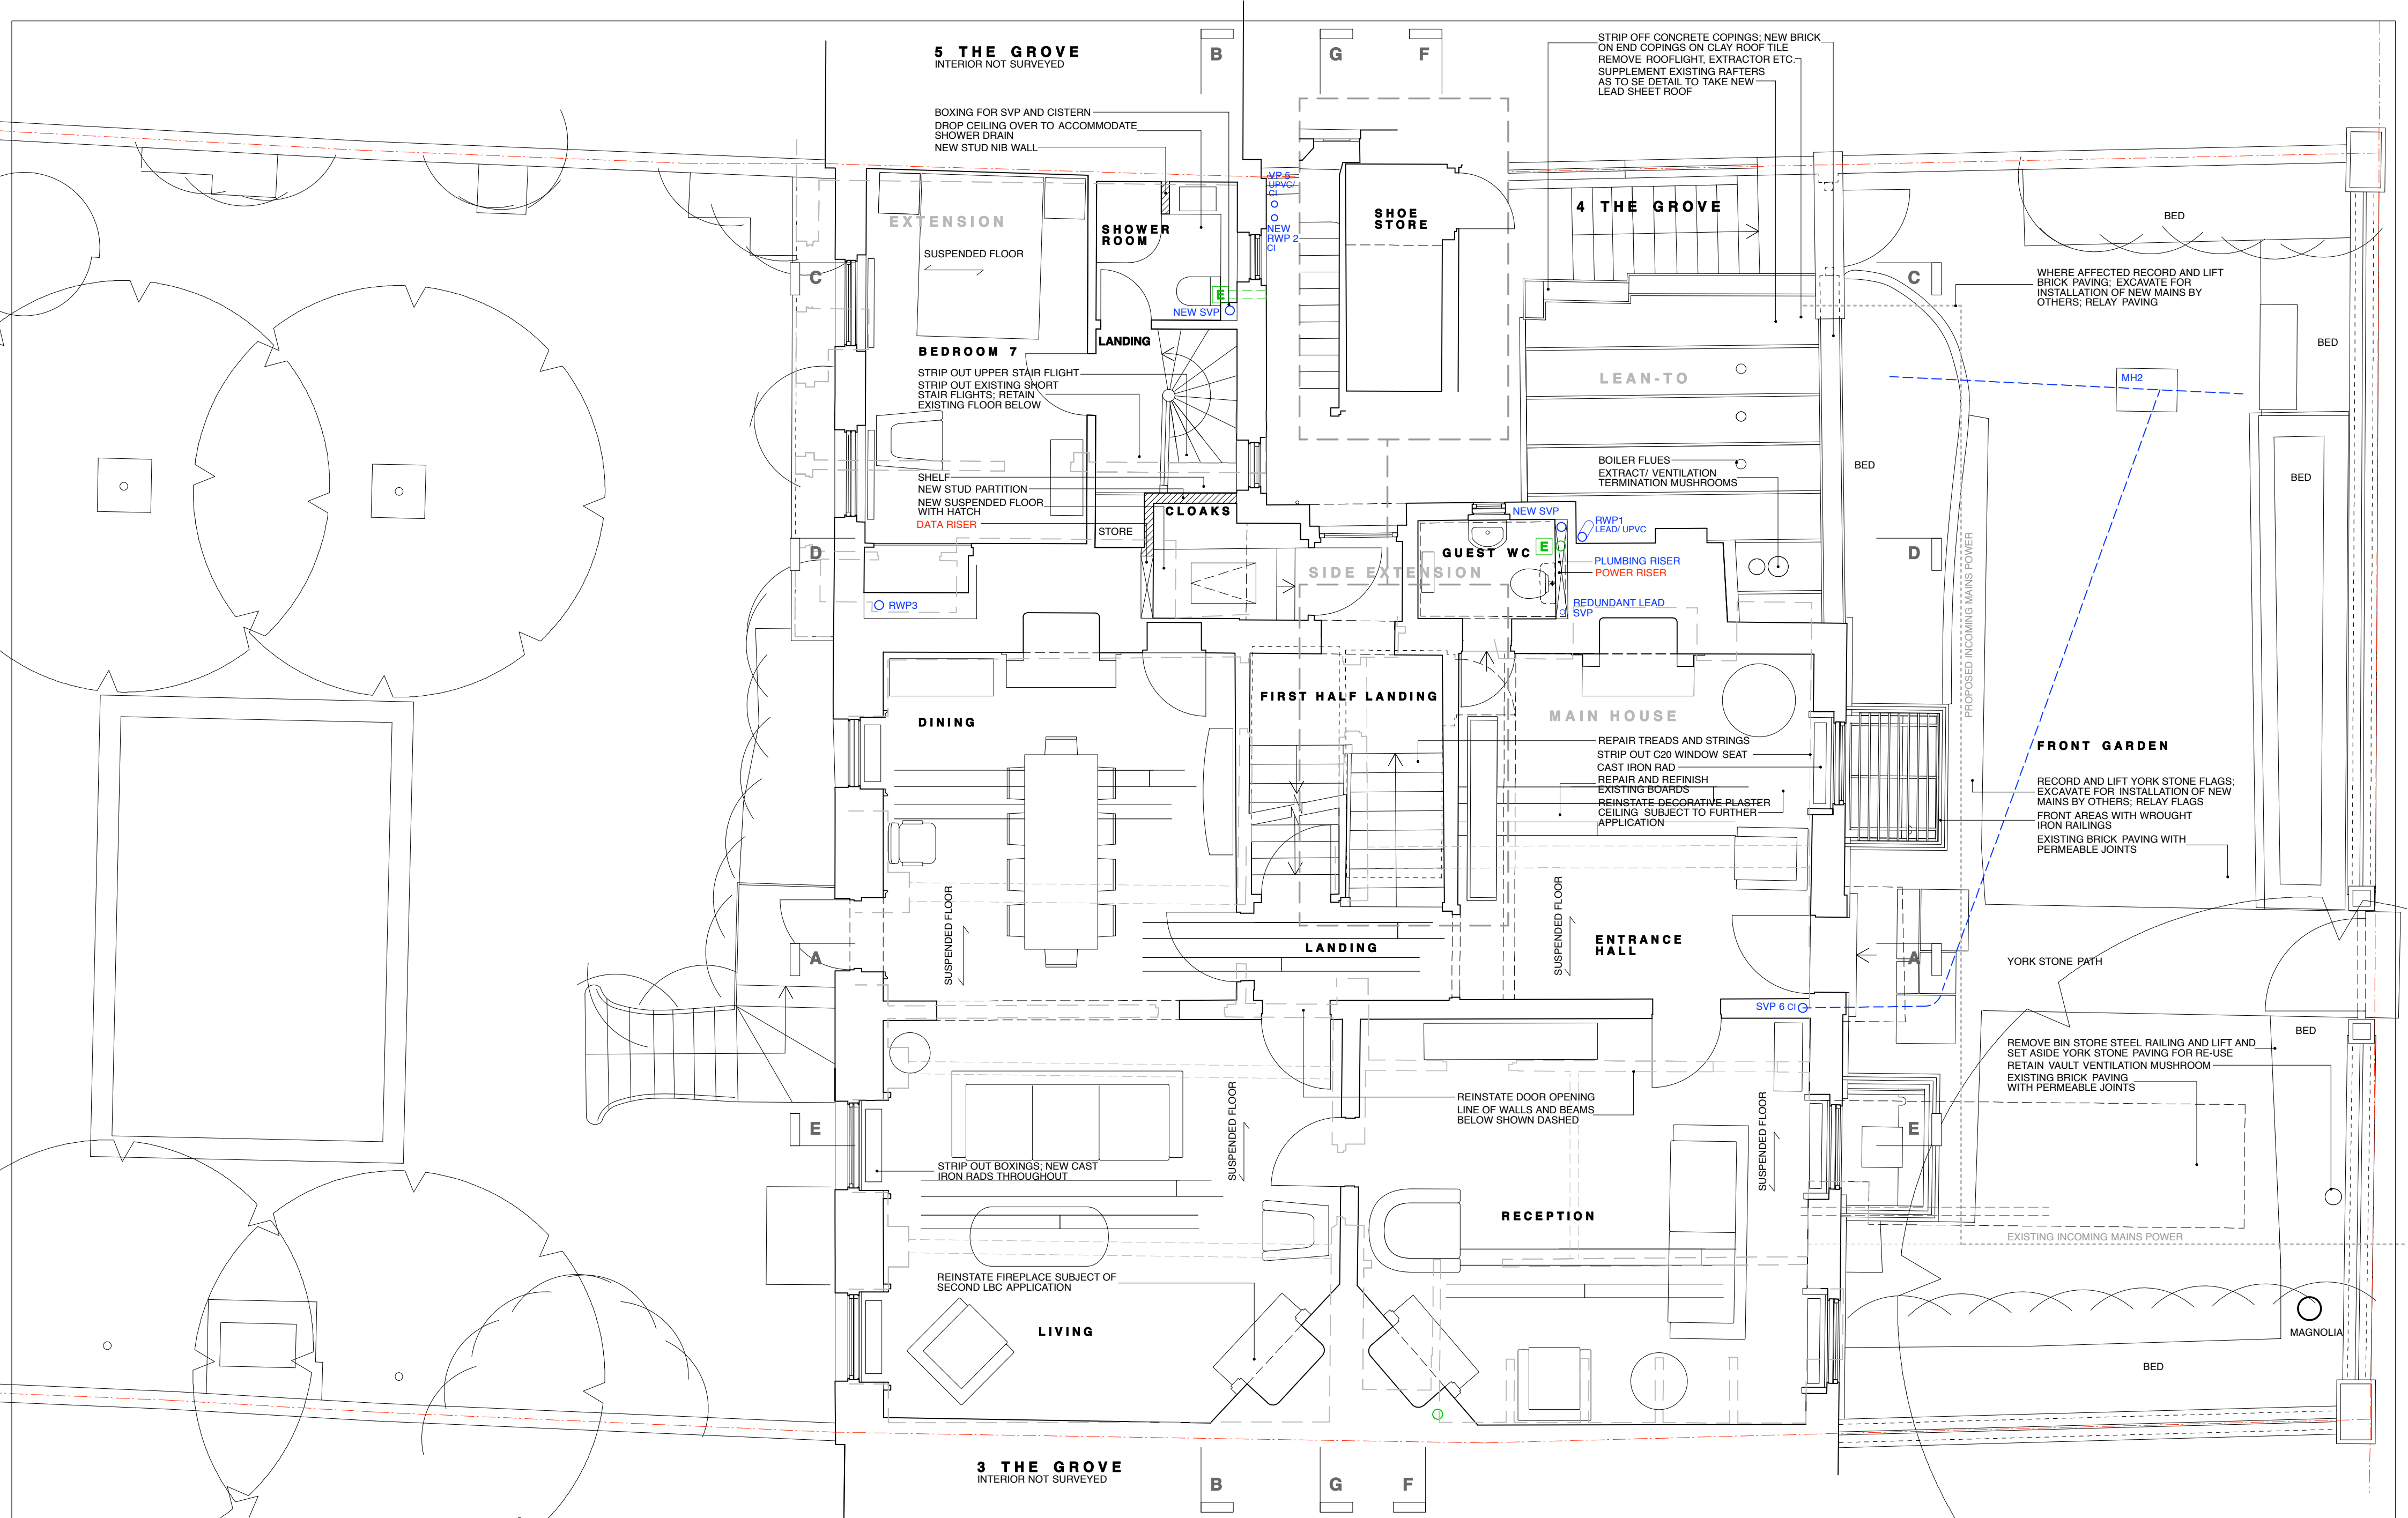 5 THE GROVE
INTERIOR NOT SURVEYED
B
G
F
STRIP OFF CONCRETE COPINGS; NEW BRICK
ON END COPINGS ON CLAY ROOF TILE
REMOVE ROOFLIGHT, EXTRACTOR ETC.
SUPPLEMENT EXISTING RAFTERS
AS TO SE DETAIL TO TAKE NEW
LEAD SHEET ROOF
BOXING FOR SVP AND CISTERN
DROP CEILING OVER TO ACCOMMODATE
SHOWER DRAIN
NEW STUD NIB WALL
VP 5
UPVC/
CI
NEW
RWP 2
CI
SHOE
STORE
4 THE GROVE
BED
EXTENSION
SHOWER
ROOM
SUSPENDED FLOOR
C
C
WHERE AFFECTED RECORD AND LIFT
BRICK PAVING; EXCAVATE FOR
INSTALLATION OF NEW MAINS BY
OTHERS; RELAY PAVING
E
NEW SVP
LANDING
BED
BEDROOM 7
STRIP OUT UPPER STAIR FLIGHT
STRIP OUT EXISTING SHORT
STAIR FLIGHTS; RETAIN
EXISTING FLOOR BELOW
LEAN-TO
MH2
BOILER FLUES
EXTRACT/ VENTILATION
TERMINATION MUSHROOMS
BED
BED
SHELF
NEW STUD PARTITION
NEW SUSPENDED FLOOR
WITH HATCH
DATA RISER
CLOAKS
STORE
NEW SVP
RWP1
LEAD/ UPVC
D
GUEST WC
E
D
PLUMBING RISER
POWER RISER
SIDE EXTENSION
RWP3
REDUNDANT LEAD
SVP
PROPOSED INCOMING MAINS POWER
FIRST HALF LANDING
DINING
MAIN HOUSE
REPAIR TREADS AND STRINGS
STRIP OUT C20 WINDOW SEAT
CAST IRON RAD
REPAIR AND REFINISH
EXISTING BOARDS
REINSTATE DECORATIVE PLASTER
CEILING SUBJECT TO FURTHER
APPLICATION
FRONT GARDEN
RECORD AND LIFT YORK STONE FLAGS;
EXCAVATE FOR INSTALLATION OF NEW
MAINS BY OTHERS; RELAY FLAGS
FRONT AREAS WITH WROUGHT
IRON RAILINGS
EXISTING BRICK PAVING WITH
PERMEABLE JOINTS
SUSPENDED FLOOR
SUSPENDED FLOOR
A
LANDING
ENTRANCE
HALL
A
YORK STONE PATH
SVP 6 CI
BED
REMOVE BIN STORE STEEL RAILING AND LIFT AND
SET ASIDE YORK STONE PAVING FOR RE-USE
RETAIN VAULT VENTILATION MUSHROOM
EXISTING BRICK PAVING
WITH PERMEABLE JOINTS
REINSTATE DOOR OPENING
LINE OF WALLS AND BEAMS
BELOW SHOWN DASHED
SUSPENDED FLOOR
SUSPENDED FLOOR
E
E
STRIP OUT BOXINGS; NEW CAST
IRON RADS THROUGHOUT
RECEPTION
EXISTING INCOMING MAINS POWER
REINSTATE FIREPLACE SUBJECT OF
SECOND LBC APPLICATION
LIVING
MAGNOLIA
BED
3 THE GROVE
INTERIOR NOT SURVEYED
B
G
F